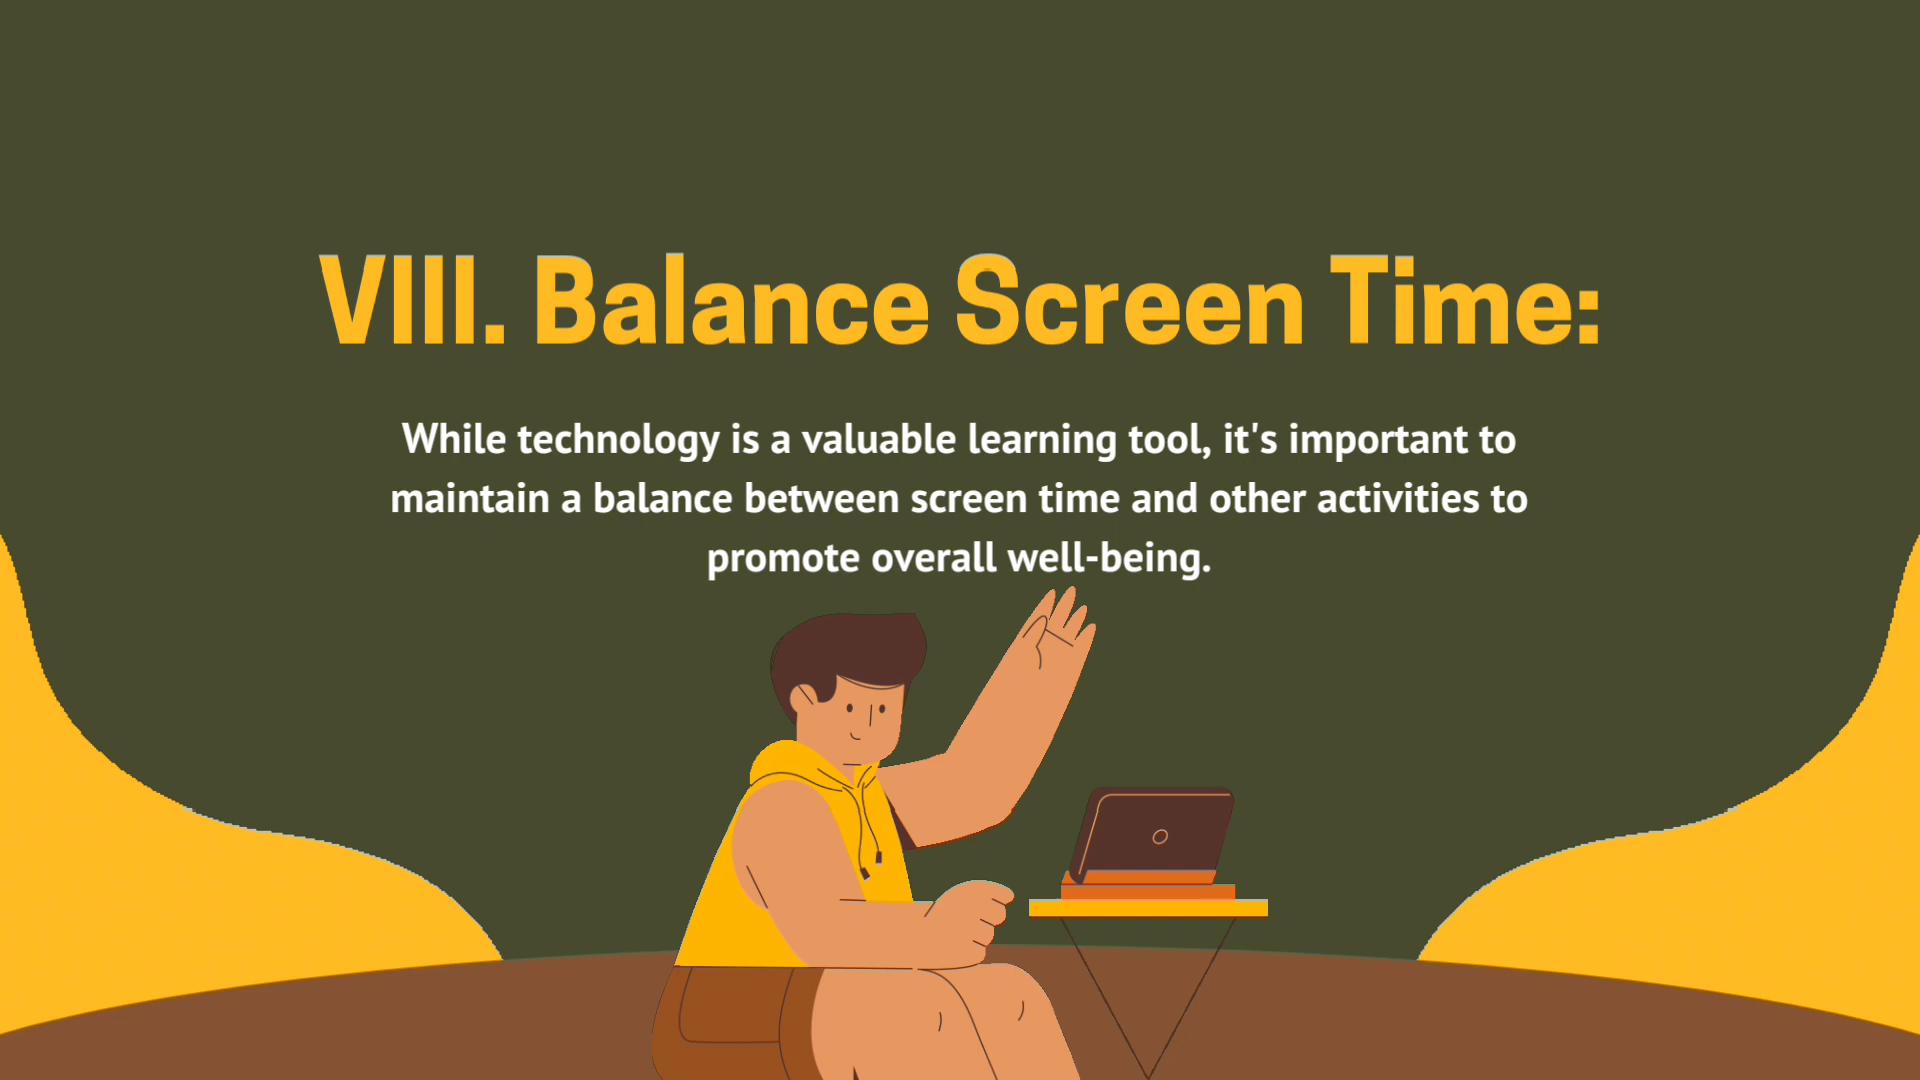 VIII. Balance Screen Time:
While technology is a valuable learning tool, it's important to
maintain a balance between screen time and other activities to
promote overall well-being.